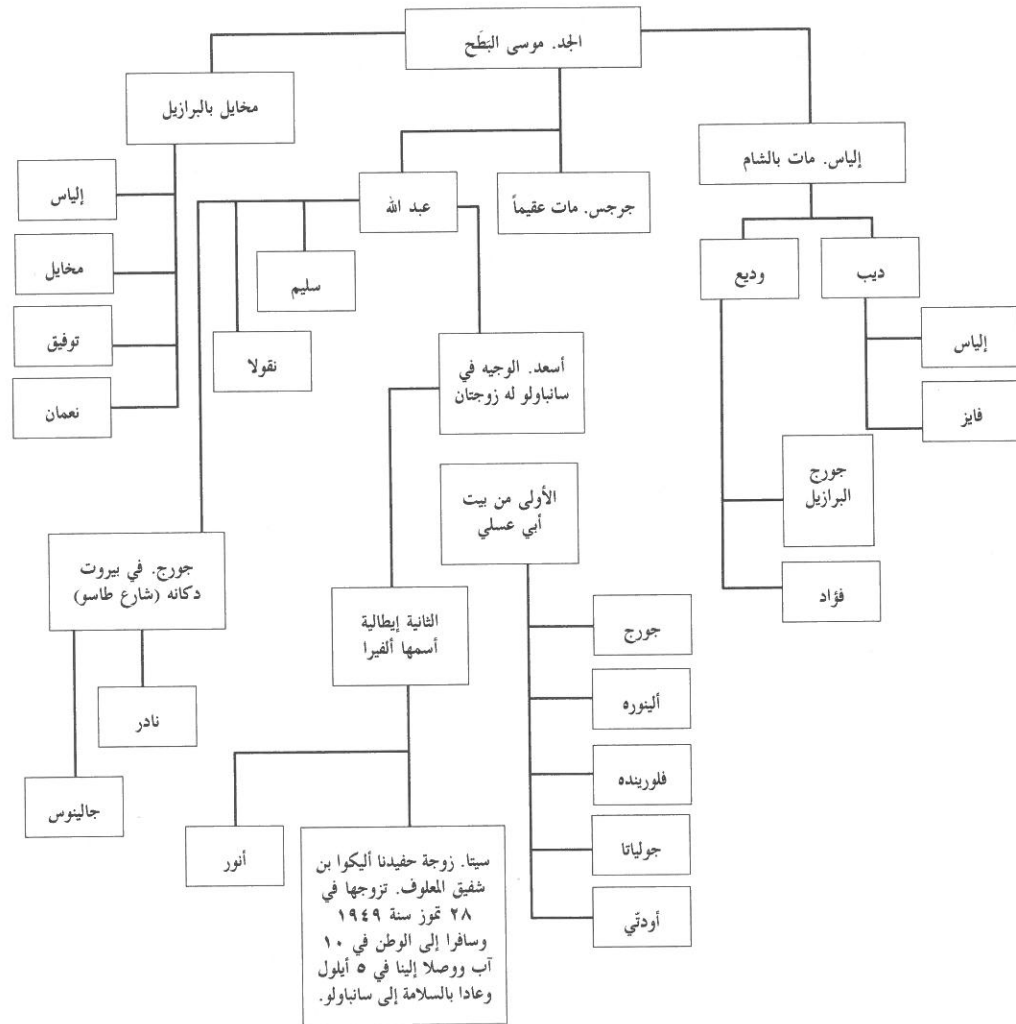 الجد. موسى البَطَح
مخايل بالبرازيل
إلياس
مخايل
توفيق
نعمان
عبد الله
جرجس. مات عقيماً
إلياس. مات بالشام
وديع
ديب
إلياس
فايز
جورج
البرازيل
فؤاد
سليم
نقولا
أسعد. الوجيه في
سانباولو له زوجتان
الأولى من بيت
أبي عسلي
جورج
ألينوره
فلورينده
جولياتا
أودتّي
الثانية إيطالية
أسمها ألفيرا
جورج. في بيروت
دكانه (شارع طاسو)
نادر
جالينوس
أنور
سيتا. زوجة حفيدنا أليكوا بن
شفيق المعلوف. تزوجها في
٢٨ تموز سنة ١٩٤٩
وسافرا إلى الوطن في ١٠
آب ووصلا إلينا في ٥ أيلول
وعادا بالسلامة إلى سانباولو.